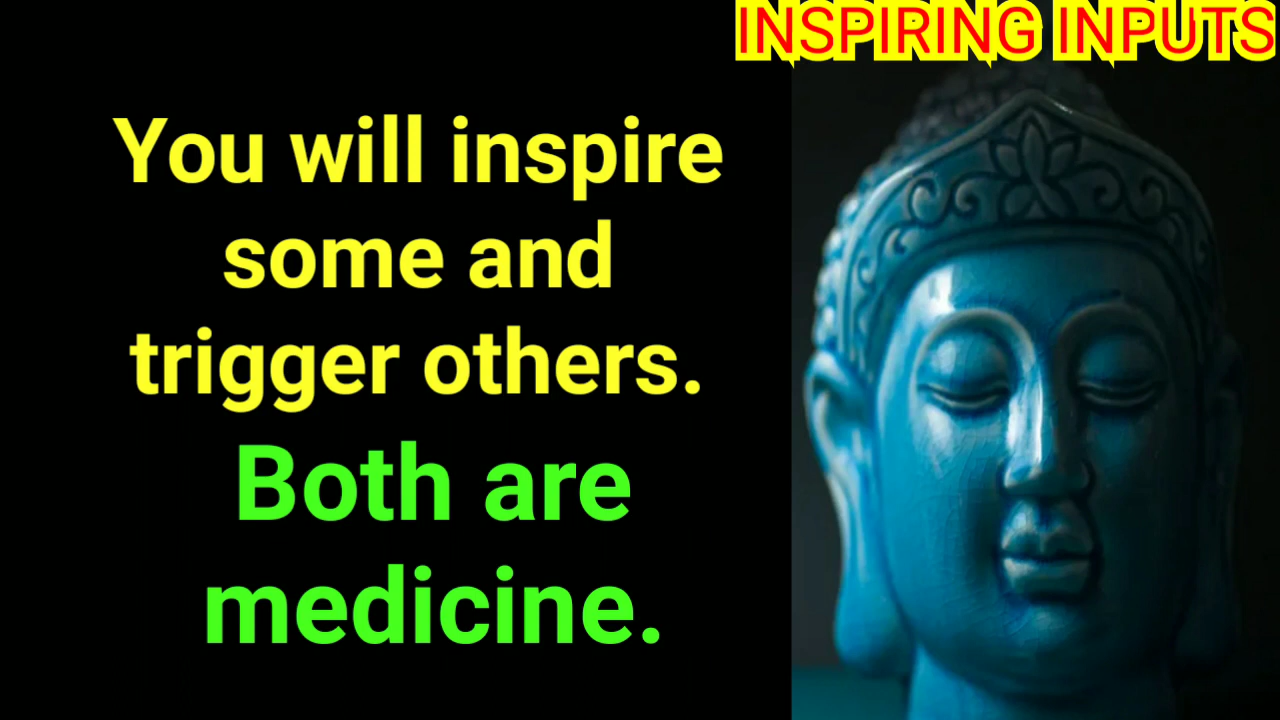 INSPIRING INPUTS
You will inspire
some and
trigger others.
Both are
medicine.